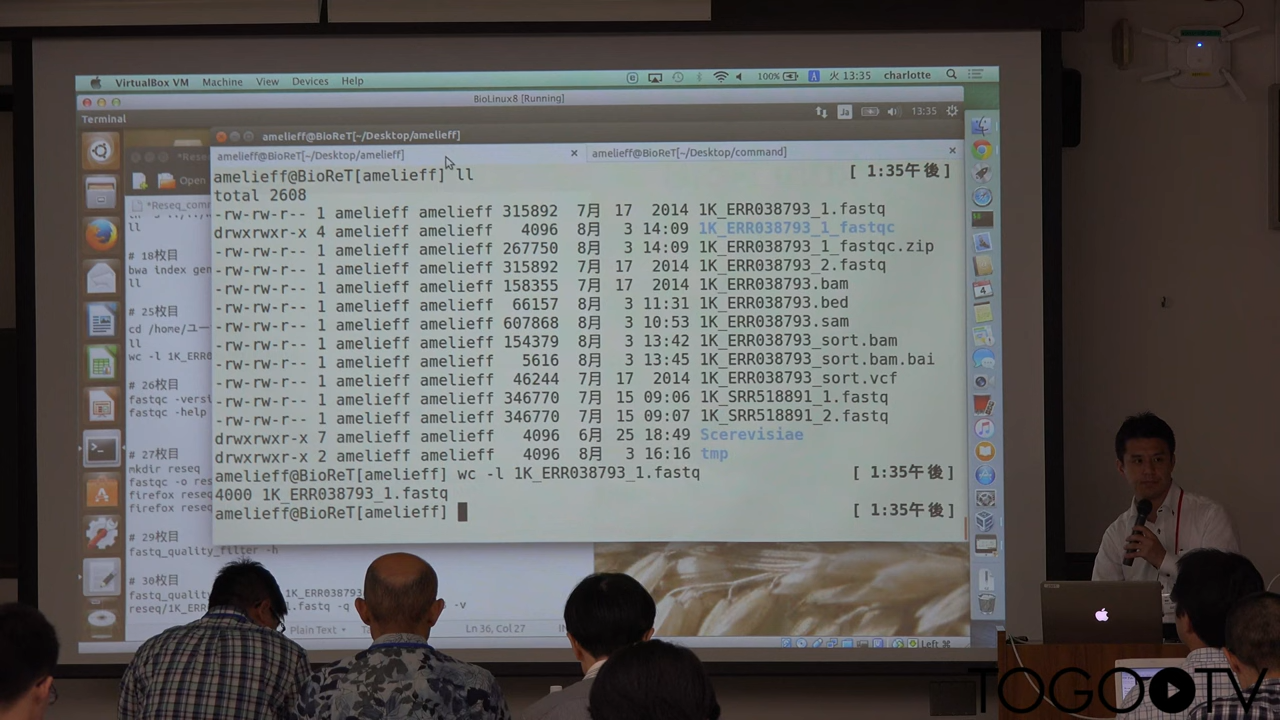 VirtualBox VM Machine View Devices Help 100% A 火 13:35 charlotte
BioLinux8 [Running]
Terminal Ja 13:35
amelieff@BioReT[~/Desktop/amelieff]
amelieff@BioReT[~/Desktop/amelieff] × amelieff@BioReT[~/Desktop/command] ×
amelieff@BioReT[amelieff] ll [ 1:35午後]
total 2608
-rw-rw-r-- 1 amelieff amelieff 315892 7月 17 2014 1K_ERR038793_1.fastq
drwxrwxr-x 4 amelieff amelieff 4096 8月 3 14:09 1K_ERR038793_1_fastqc
-rw-rw-r-- 1 amelieff amelieff 267750 8月 3 14:09 1K_ERR038793_1_fastqc.zip
-rw-rw-r-- 1 amelieff amelieff 315892 7月 17 2014 1K_ERR038793_2.fastq
-rw-rw-r-- 1 amelieff amelieff 158355 7月 17 2014 1K_ERR038793.bam
-rw-rw-r-- 1 amelieff amelieff 66157 8月 3 11:31 1K_ERR038793.bed
-rw-rw-r-- 1 amelieff amelieff 607868 8月 3 10:53 1K_ERR038793.sam
-rw-rw-r-- 1 amelieff amelieff 154379 8月 3 13:42 1K_ERR038793_sort.bam
-rw-rw-r-- 1 amelieff amelieff 5616 8月 3 13:45 1K_ERR038793_sort.bam.bai
-rw-rw-r-- 1 amelieff amelieff 46244 7月 17 2014 1K_ERR038793_sort.vcf
-rw-rw-r-- 1 amelieff amelieff 346770 7月 15 09:06 1K_SRR518891_1.fastq
-rw-rw-r-- 1 amelieff amelieff 346770 7月 15 09:07 1K_SRR518891_2.fastq
drwxrwxr-x 7 amelieff amelieff 4096 6月 25 18:49 Scerevisiae
drwxrwxr-x 2 amelieff amelieff 4096 8月 3 16:16 tmp
amelieff@BioReT[amelieff] wc -l 1K_ERR038793_1.fastq [ 1:35午後]
4000 1K_ERR038793_1.fastq
amelieff@BioReT[amelieff] [ 1:35午後]
*Rese
Open
*Reseq_comm
ll
# 18枚目
bwa index gen
ll
# 25枚目
cd /home/ユー
ll
wc -l 1K_ERR0
# 26枚目
fastqc -versi
fastqc -help
# 27枚目
mkdir reseq
fastqc -o res
firefox reseq
firefox reseq
# 29枚目
fastq_quality_filter -h
# 30枚目
fastq_quality_filter 1K_ERR038793
reseq/1K_ER l.fastq -q -v
Plain Text Ln 36, Col 27
Left ⌘
TOGO TV